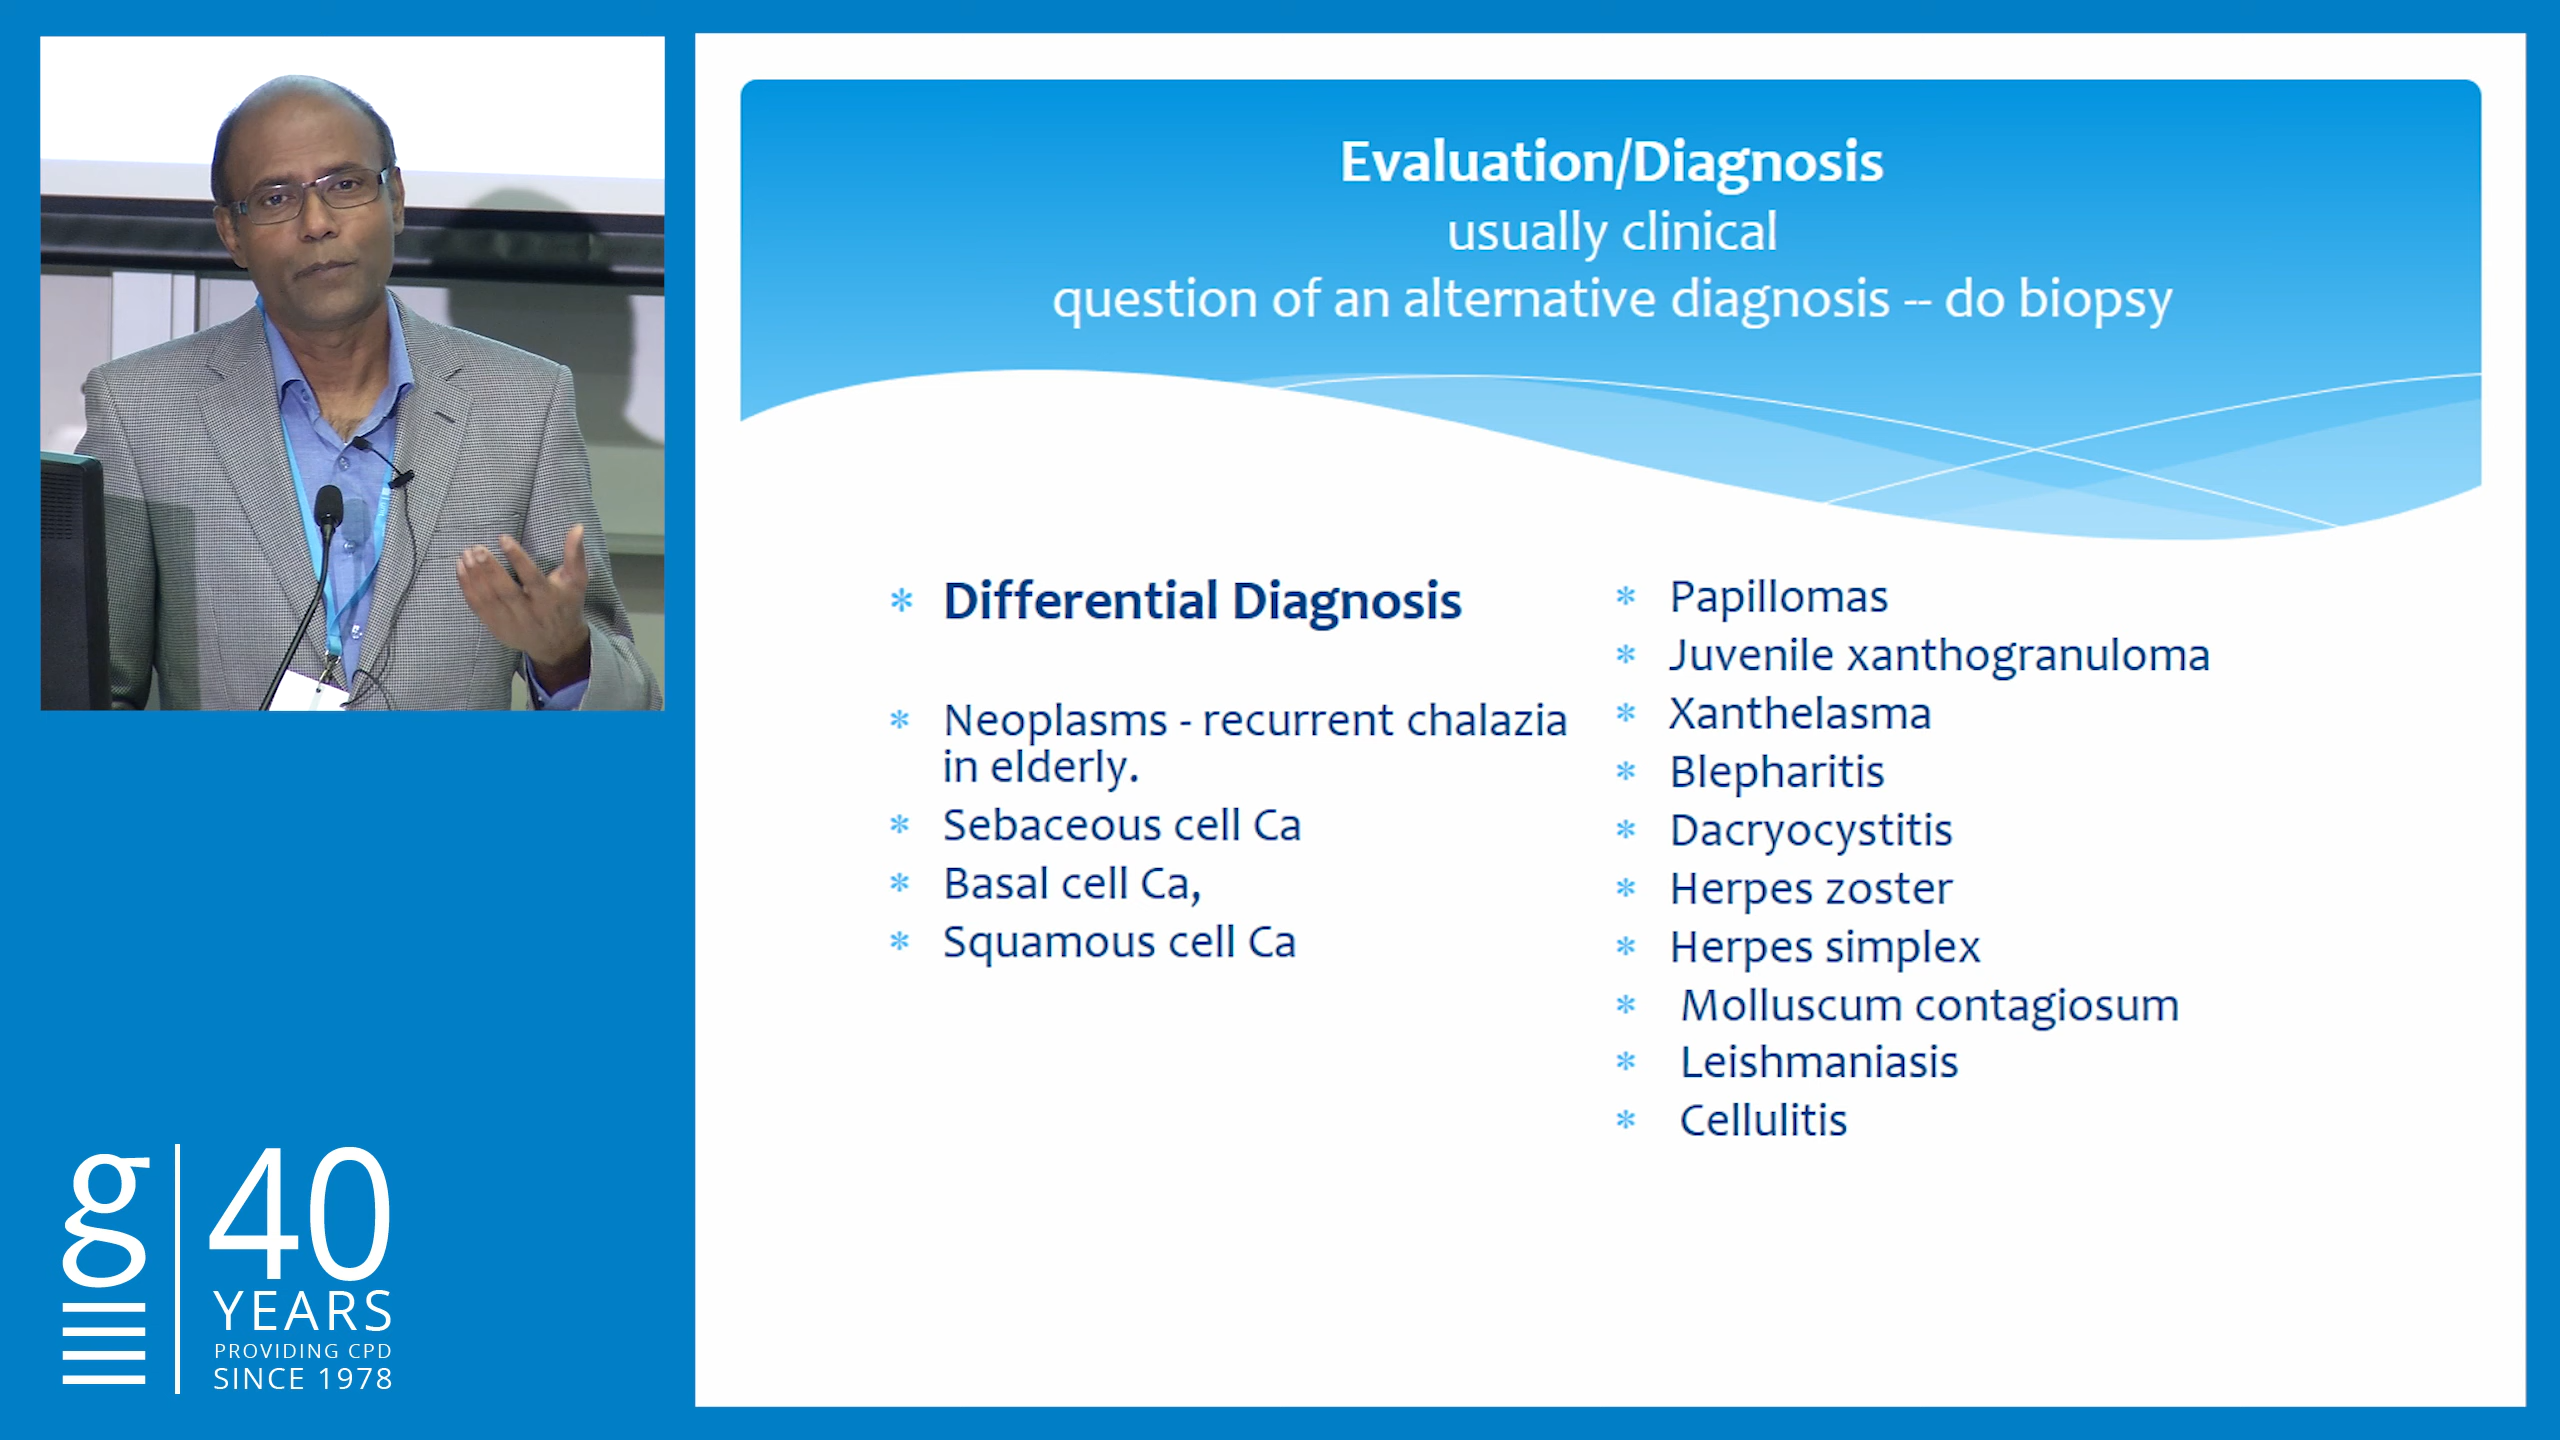 Evaluation/Diagnosis
usually clinical
question of an alternative diagnosis -- do biopsy
* Differential Diagnosis
* Neoplasms - recurrent chalazia
in elderly.
* Sebaceous cell Ca
* Basal cell Ca,
* Squamous cell Ca
* Papillomas
* Juvenile xanthogranuloma
* Xanthelasma
* Blepharitis
* Dacryocystitis
* Herpes zoster
* Herpes simplex
* Molluscum contagiosum
* Leishmaniasis
* Cellulitis
g
40
YEARS
PROVIDING CPD
SINCE 1978